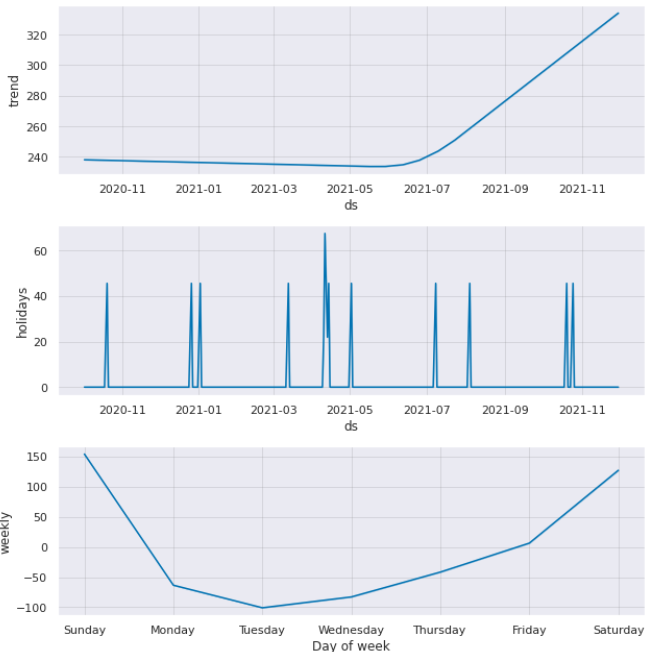 320
300
280
260
240
trend
2020-11 2021-01 2021-03 2021-05 2021-07 2021-09 2021-11
ds
60
40
20
0
holidays
2020-11 2021-01 2021-03 2021-05 2021-07 2021-09 2021-11
ds
150
100
50
0
−50
−100
weekly
Sunday Monday Tuesday Wednesday Thursday Friday Saturday
Day of week